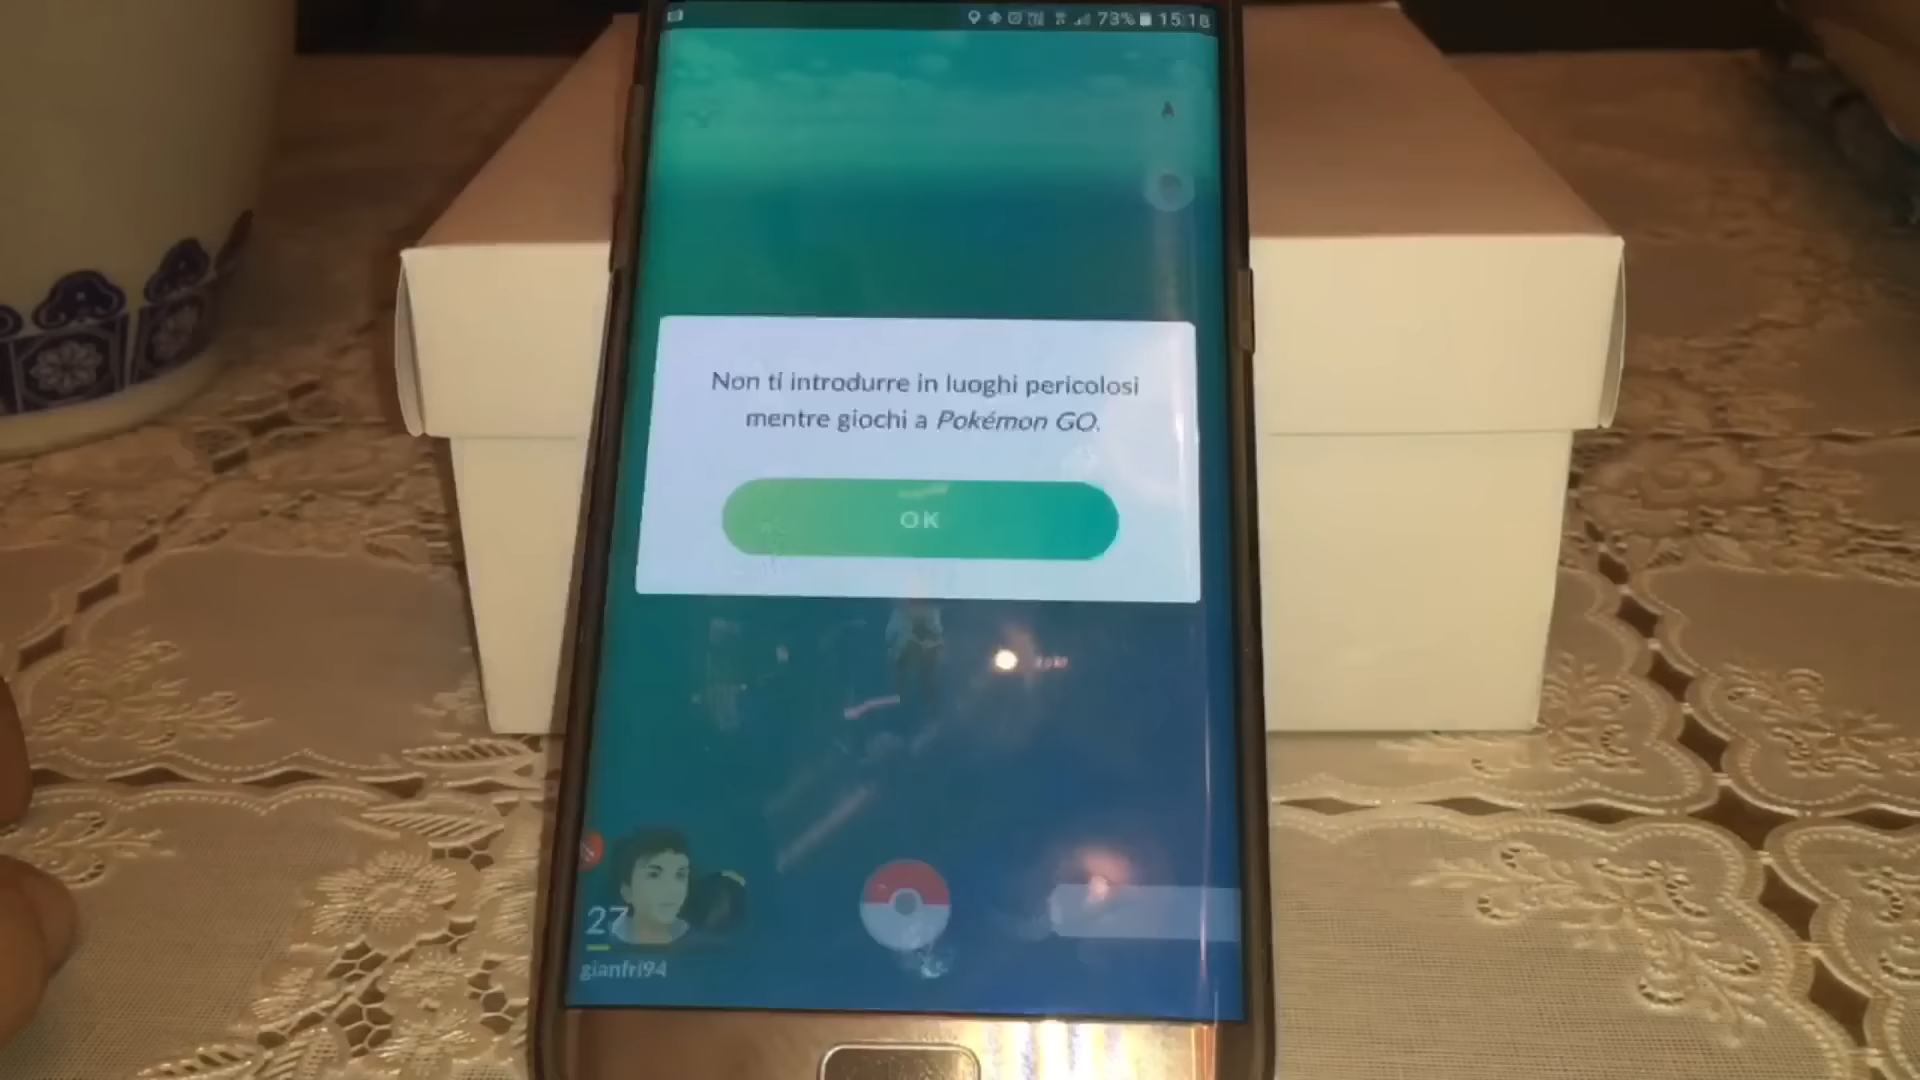 73% 15:18
A
Non ti introdurre in luoghi pericolosi
mentre giochi a Pokémon GO.
OK
27
gianfri94